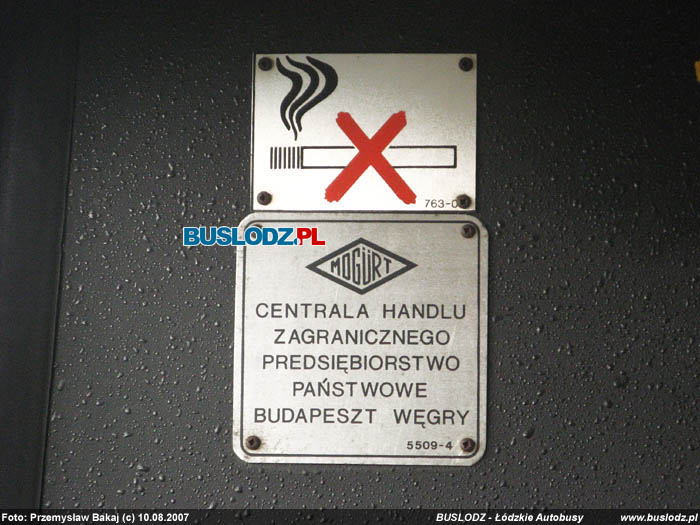 763-0
BUSLODZ.PL
MOGÜRT
CENTRALA HANDLU
ZAGRANICZNEGO
PREDSIĘBIORSTWO
PAŃSTWOWE
BUDAPESZT WĘGRY
5509-4
Foto: Przemysław Bakaj (c) 10.08.2007
BUSLODZ - Łódzkie Autobusy
www.buslodz.pl